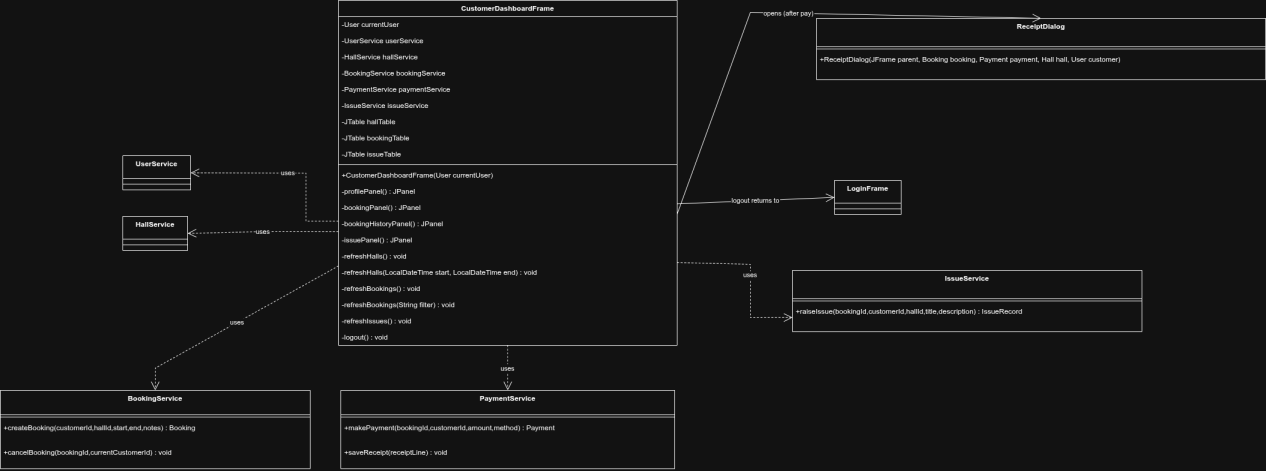 CustomerDashboardFrame
-User currentUser
-UserService userService
-HallService hallService
-BookingService bookingService
-PaymentService paymentService
-IssueService issueService
-JTable hallTable
-JTable bookingTable
-JTable issueTable
+CustomerDashboardFrame(User currentUser)
-profilePanel() : JPanel
-bookingPanel() : JPanel
-bookingHistoryPanel() : JPanel
-issuePanel() : JPanel
-refreshHalls() : void
-refreshHalls(LocalDateTime start, LocalDateTime end) : void
-refreshBookings() : void
-refreshBookings(String filter) : void
-refreshIssues() : void
-logout() : void
opens (after pay)
ReceiptDialog
+ReceiptDialog(JFrame parent, Booking booking, Payment payment, Hall hall, User customer)
UserService
uses
HallService
uses
logout returns to
LoginFrame
uses
IssueService
+raiseIssue(bookingId,customerId,hallId,title,description) : IssueRecord
uses
BookingService
+createBooking(customerId,hallId,start,end,notes) : Booking
+cancelBooking(bookingId,currentCustomerId) : void
uses
PaymentService
+makePayment(bookingId,customerId,amount,method) : Payment
+saveReceipt(receiptLine) : void